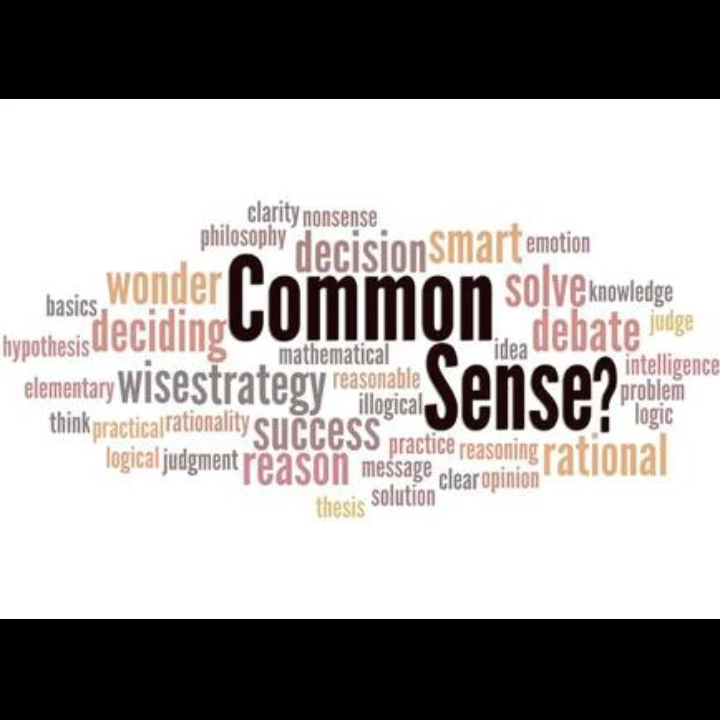 clarity nonsense
philosophy decision smart emotion
wonder Common solve knowledge
basics deciding debate judge
hypothesis mathematical idea intelligence
elementary wise strategy reasonable Sense? problem
illogical logic
think practical rationality success
practice reasoning rational
logical judgment reason message clear opinion
solution
thesis